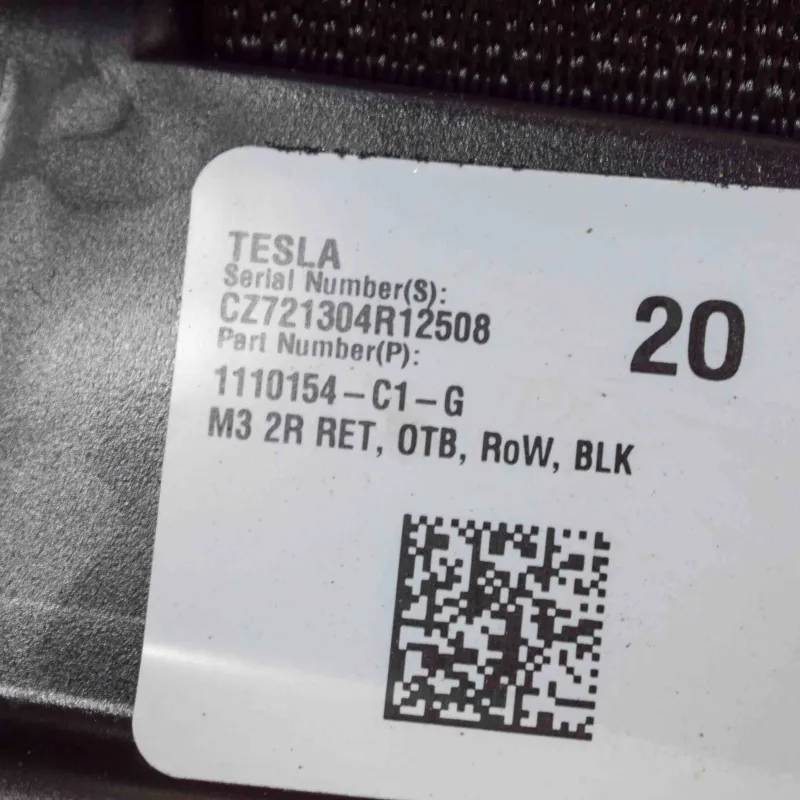 TESLA
Serial Number(S):
CZ721304R12508
Part Number(P):
1110154-C1-G
M3 2R RET, OTB, RoW, BLK
20